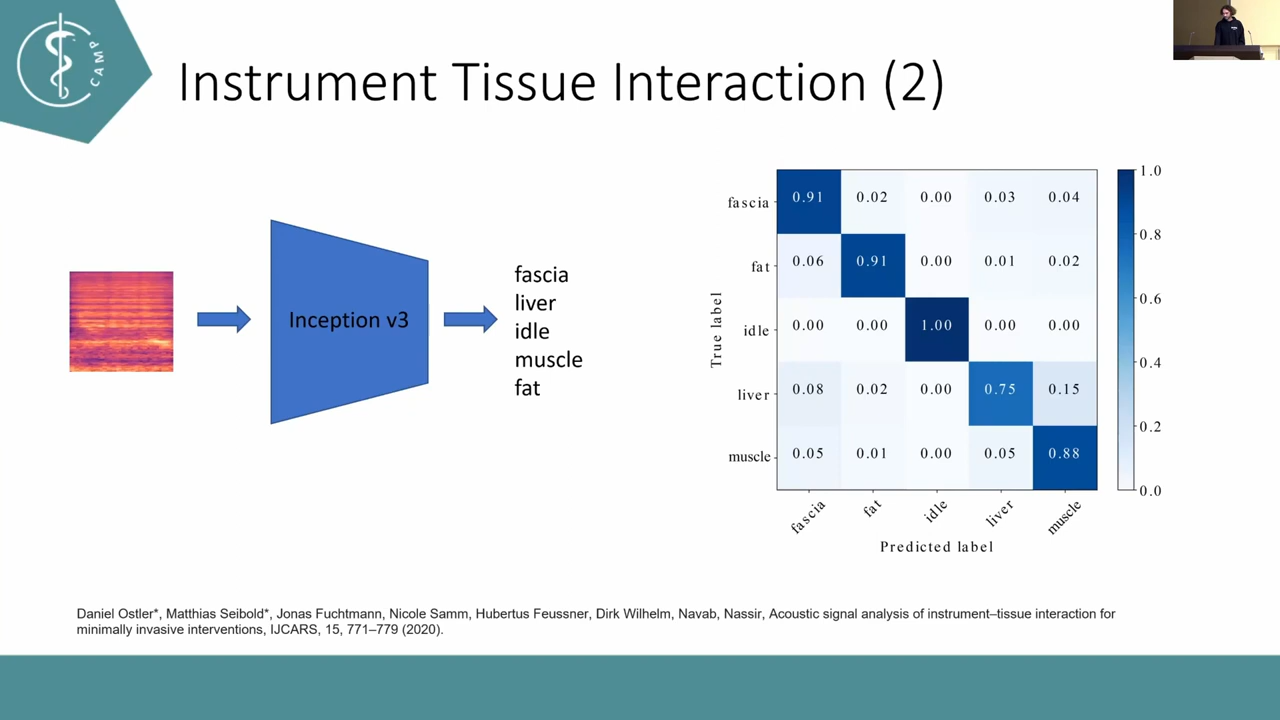 CAMP
Instrument Tissue Interaction (2)
Inception v3
fascia
liver
idle
muscle
fat
True label
fascia 0.91 0.02 0.00 0.03 0.04
fat 0.06 0.91 0.00 0.01 0.02
idle 0.00 0.00 1.00 0.00 0.00
liver 0.08 0.02 0.00 0.75 0.15
muscle 0.05 0.01 0.00 0.05 0.88
fascia fat idle liver muscle
Predicted label
1.0
0.8
0.6
0.4
0.2
0.0
Daniel Ostler*, Matthias Seibold*, Jonas Fuchtmann, Nicole Samm, Hubertus Feussner, Dirk Wilhelm, Navab, Nassir, Acoustic signal analysis of instrument–tissue interaction for
minimally invasive interventions, IJCARS, 15, 771–779 (2020).